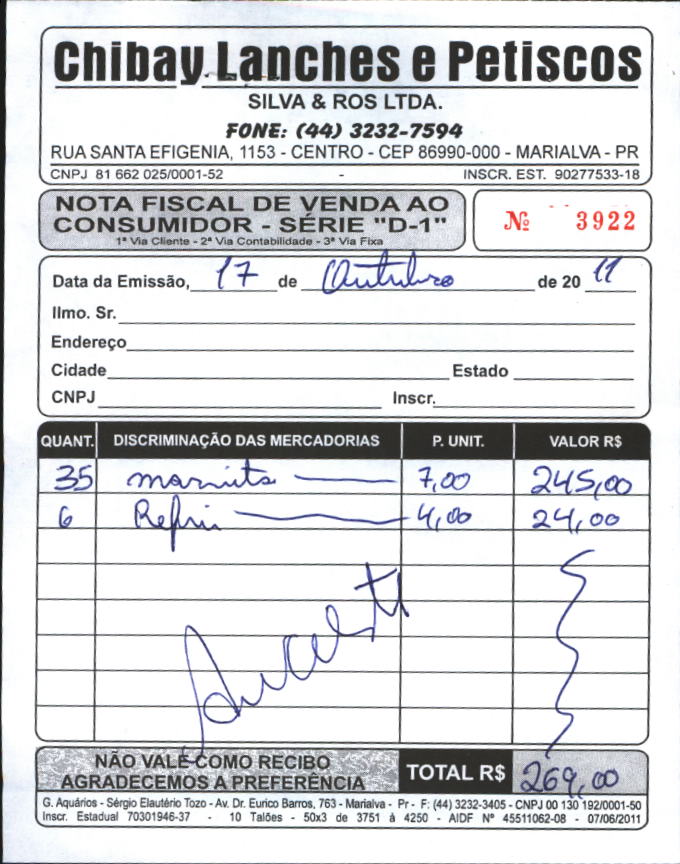 Chibay Lanches e Petiscos
SILVA & ROS LTDA.
FONE: (44) 3232-7594
RUA SANTA EFIGENIA, 1153 - CENTRO - CEP 86990-000 - MARIALVA - PR
CNPJ 81 662 025/0001-52 - INSCR. EST. 90277533-18
NOTA FISCAL DE VENDA AO
CONSUMIDOR - SÉRIE "D-1"
1ª Via Cliente - 2ª Via Contabilidade - 3ª Via Fixa
Nº 3922
Data da Emissão, 17 de Outubro de 2011
Ilmo. Sr.
Endereço
Cidade Estado
CNPJ Inscr.
QUANT. DISCRIMINAÇÃO DAS MERCADORIAS P. UNIT. VALOR R$
35 marmita 7,00 245,00
6 Refri 4,00 24,00
NÃO VALE COMO RECIBO
AGRADECEMOS A PREFERÊNCIA
TOTAL R$ 269,00
G. Aquários - Sérgio Elautério Tozo - Av. Dr. Eurico Barros, 763 - Marialva - Pr - F: (44) 3232-3405 - CNPJ 00 130 192/0001-50
Inscr. Estadual 70301946-37 - 10 Talões - 50x3 de 3751 à 4250 - AIDF Nº 45511062-08 - 07/06/2011